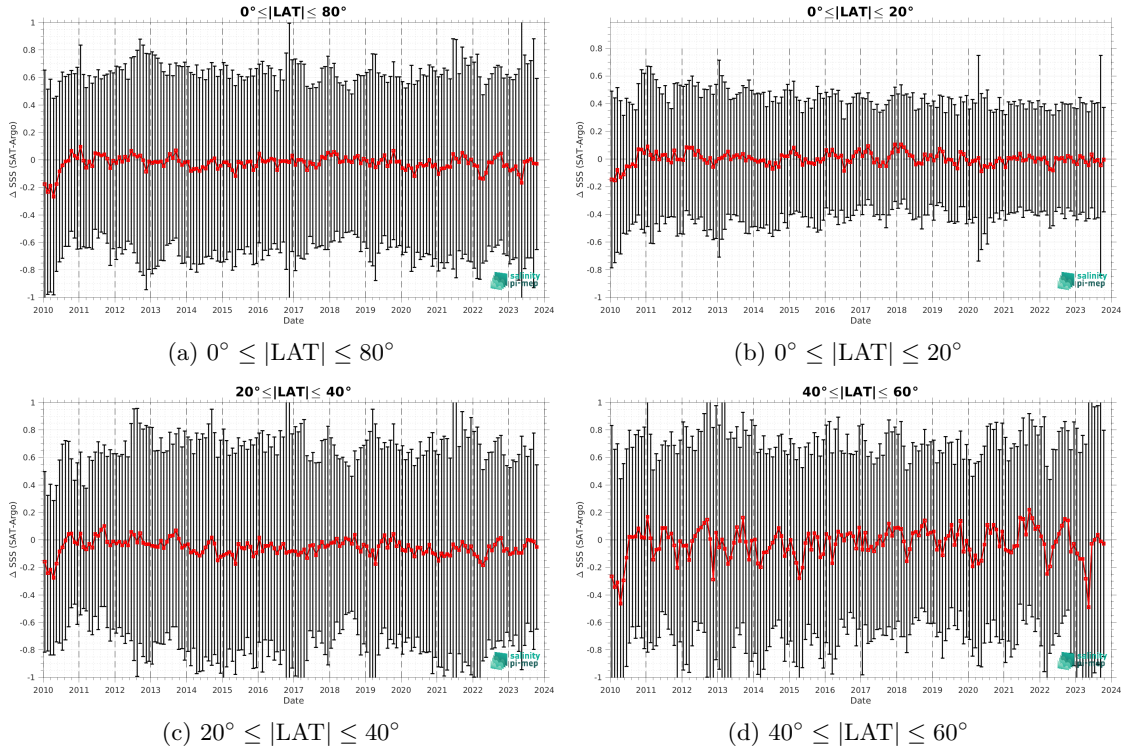 0°≤|LAT|≤ 80°
Δ SSS (SAT-Argo)
1
0.8
0.6
0.4
0.2
0
-0.2
-0.4
-0.6
-0.8
-1
2010 2011 2012 2013 2014 2015 2016 2017 2018 2019 2020 2021 2022 2023 2024
Date
salinity
pi-mep
(a) 0° ≤ |LAT| ≤ 80°
0°≤|LAT|≤ 20°
Δ SSS (SAT-Argo)
0.8
0.6
0.4
0.2
0
-0.2
-0.4
-0.6
-0.8
-1
2010 2011 2012 2013 2014 2015 2016 2017 2018 2019 2020 2021 2022 2023 2024
Date
salinity
pi-mep
(b) 0° ≤ |LAT| ≤ 20°
20°≤|LAT|≤ 40°
Δ SSS (SAT-Argo)
1
0.8
0.6
0.4
0.2
0
-0.2
-0.4
-0.6
-0.8
-1
2010 2011 2012 2013 2014 2015 2016 2017 2018 2019 2020 2021 2022 2023 2024
Date
salinity
pi-mep
(c) 20° ≤ |LAT| ≤ 40°
40°≤|LAT|≤ 60°
Δ SSS (SAT-Argo)
1
0.8
0.6
0.4
0.2
0
-0.2
-0.4
-0.6
-0.8
-1
2010 2011 2012 2013 2014 2015 2016 2017 2018 2019 2020 2021 2022 2023 2024
Date
salinity
pi-mep
(d) 40° ≤ |LAT| ≤ 60°